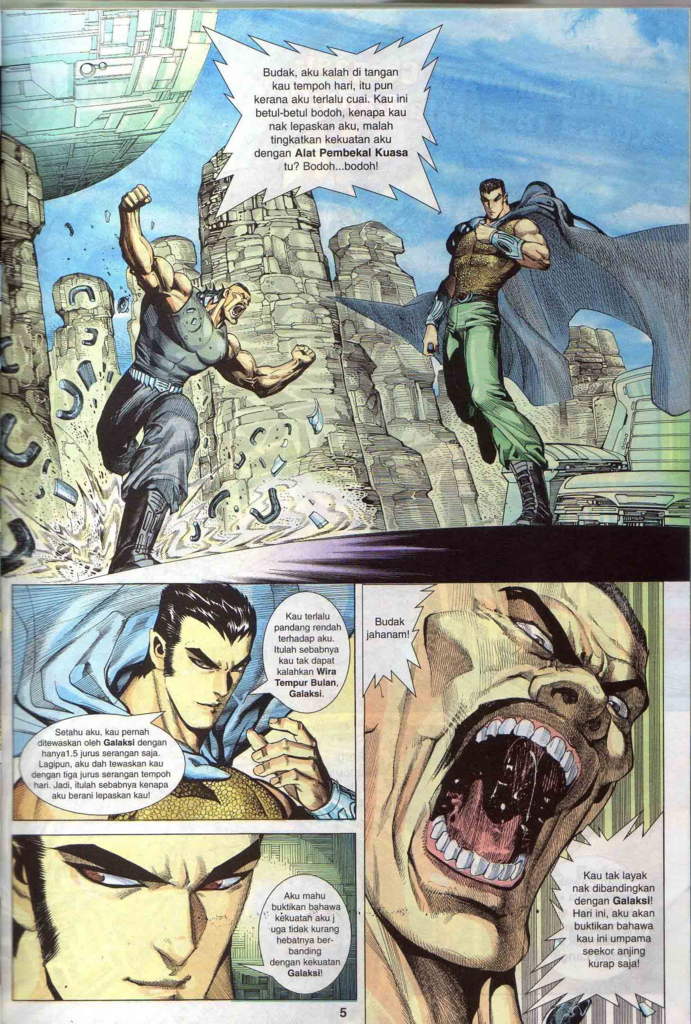 Budak, aku kalah di tangan
kau tempoh hari, itu pun
kerana aku terlalu cuai. Kau ini
betul-betul bodoh, kenapa kau
nak lepaskan aku, malah
tingkatkan kekuatan aku
dengan Alat Pembekal Kuasa
tu? Bodoh...bodoh!
Kau terlalu
pandang rendah
terhadap aku.
Itulah sebabnya
kau tak dapat
kalahkan Wira
Tempur Bulan,
Galaksi.
Setahu aku, kau pernah
ditewaskan oleh Galaksi dengan
hanya1.5 jurus serangan saja.
Lagipun, aku dah tewaskan kau
dengan tiga jurus serangan tempoh
hari. Jadi, itulah sebabnya kenapa
aku berani lepaskan kau!
Aku mahu
buktikan bahawa
kekuatan aku j
uga tidak kurang
hebatnya ber-
banding
dengan kekuatan
Galaksi!
Budak
jahanam!
Kau tak layak
nak dibandingkan
dengan Galaksi!
Hari ini, aku akan
buktikan bahawa
kau ini umpama
seekor anjing
kurap saja!
5